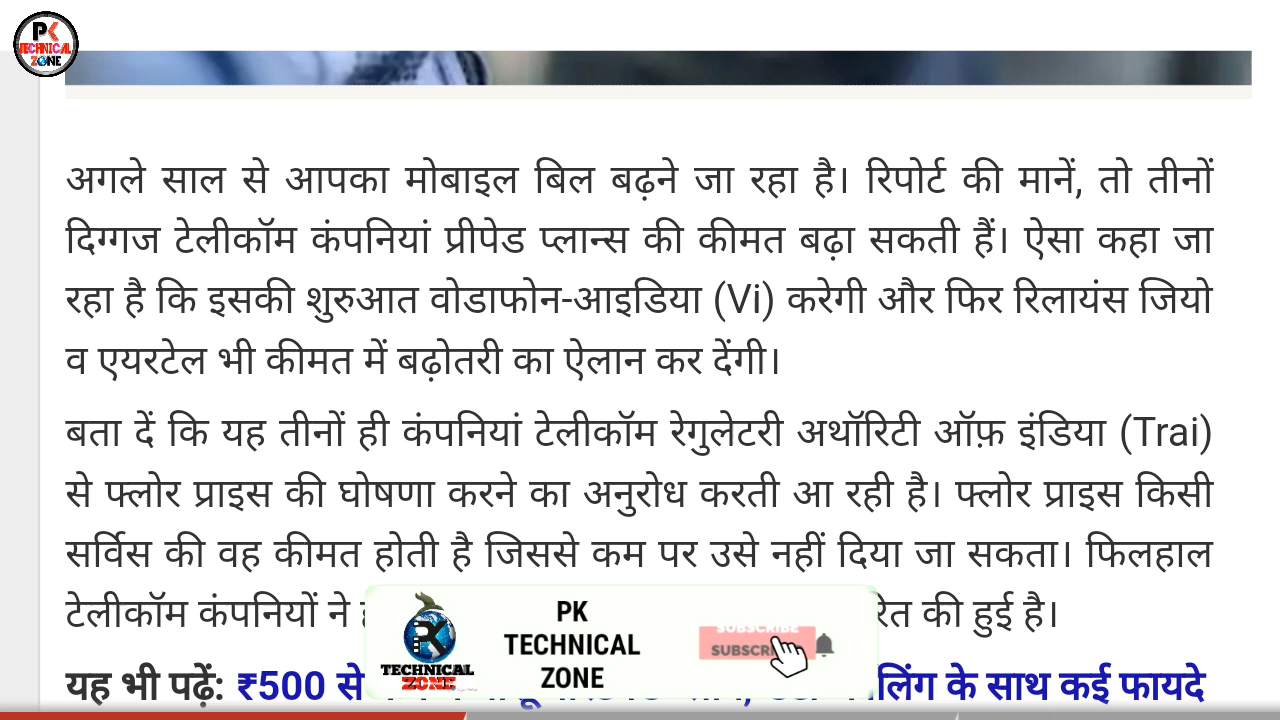 PK
TECHNICAL
ZONE
अगले साल से आपका मोबाइल बिल बढ़ने जा रहा है। रिपोर्ट की मानें, तो तीनों
दिग्गज टेलीकॉम कंपनियां प्रीपेड प्लान्स की कीमत बढ़ा सकती हैं। ऐसा कहा जा
रहा है कि इसकी शुरुआत वोडाफोन-आइडिया (Vi) करेगी और फिर रिलायंस जियो
व एयरटेल भी कीमत में बढ़ोतरी का ऐलान कर देंगी।
बता दें कि यह तीनों ही कंपनियां टेलीकॉम रेगुलेटरी अथॉरिटी ऑफ़ इंडिया (Trai)
से फ्लोर प्राइस की घोषणा करने का अनुरोध करती आ रही है। फ्लोर प्राइस किसी
सर्विस की वह कीमत होती है जिससे कम पर उसे नहीं दिया जा सकता। फिलहाल
टेलीकॉम कंपनियों ने की हुई है।
PK
TECHNICAL
ZONE
SUBSCRIBE
TECHNICAL
ZONE
यह भी पढ़ें: ₹500 से के साथ कई फायदे